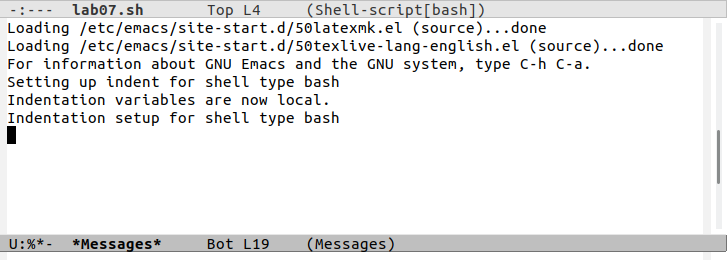 -:---  lab07.sh       Top L4     (Shell-script[bash])
Loading /etc/emacs/site-start.d/50latexmk.el (source)...done
Loading /etc/emacs/site-start.d/50texlive-lang-english.el (source)...done
For information about GNU Emacs and the GNU system, type C-h C-a.
Setting up indent for shell type bash
Indentation variables are now local.
Indentation setup for shell type bash
U:%*-  *Messages*     Bot L19    (Messages)